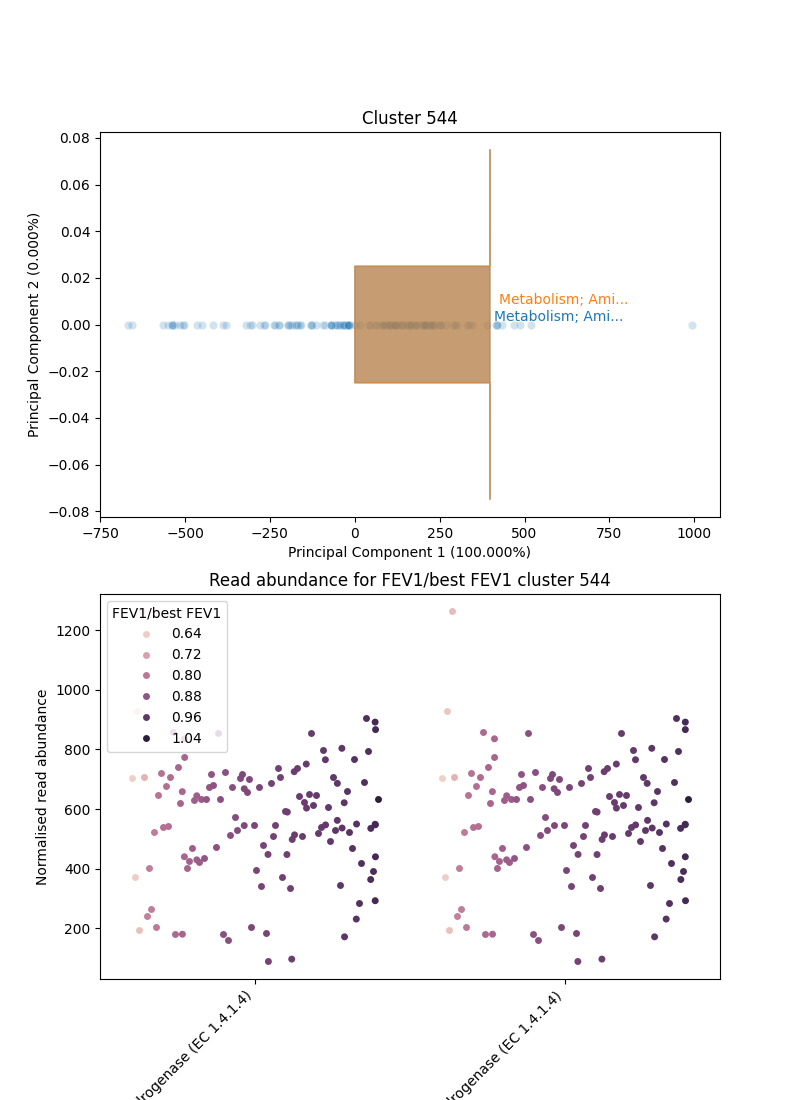 Cluster 544
Principal Component 2 (0.000%)
0.08
0.06
0.04
0.02
0.00
−0.02
−0.04
−0.06
−0.08
Metabolism; Ami...
Metabolism; Ami...
−750
−500
−250
0
250
500
750
1000
Principal Component 1 (100.000%)
Read abundance for FEV1/best FEV1 cluster 544
Normalised read abundance
1200
1000
800
600
400
200
FEV1/best FEV1
0.64
0.72
0.80
0.88
0.96
1.04
(EC 1.4.1.4)
(EC 1.4.1.4)